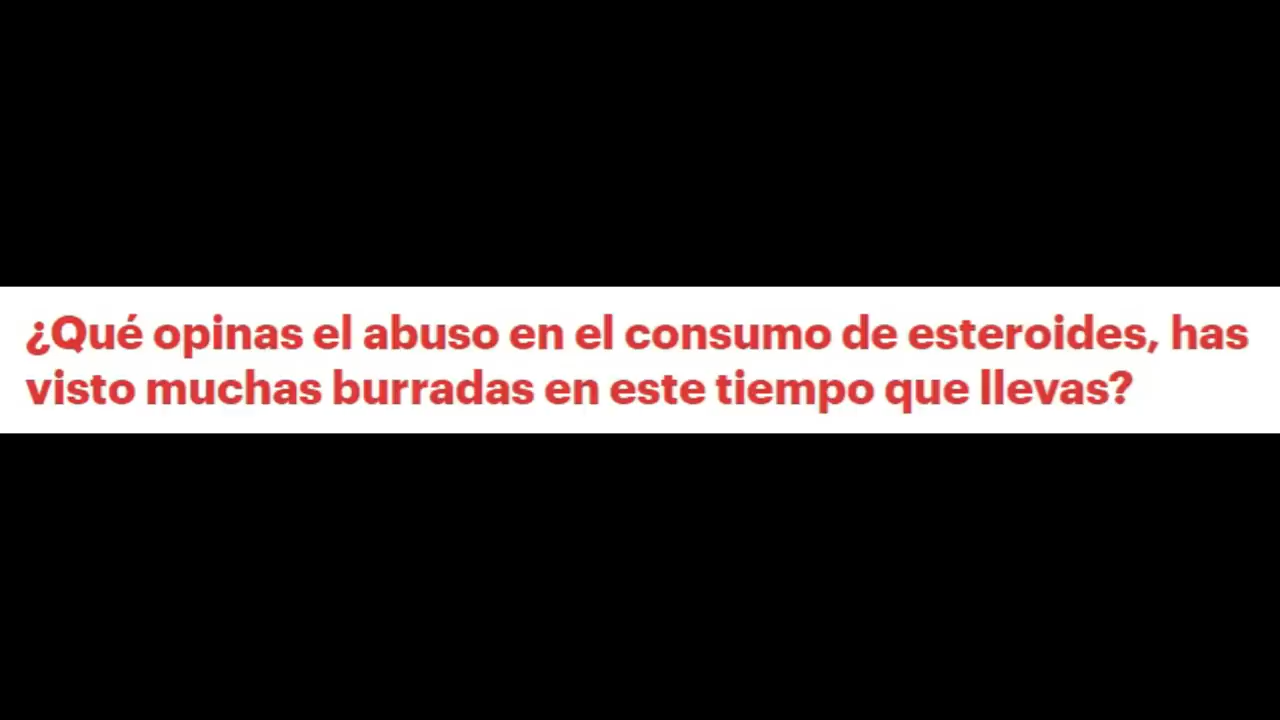 ¿Qué opinas el abuso en el consumo de esteroides, has
visto muchas burradas en este tiempo que llevas?